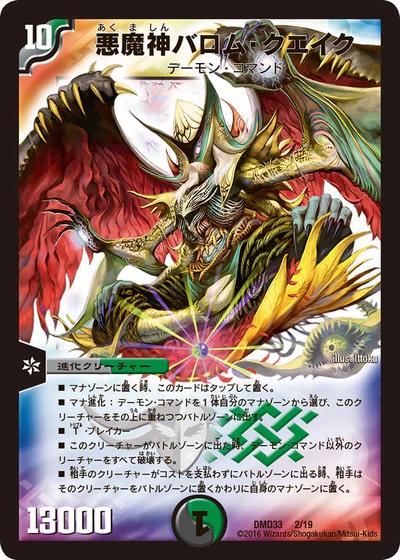 10
あくましん
悪魔神バロム・クエイク
デーモン・コマンド
illus. Ittoku
進化クリーチャー
■ マナゾーンに置く時、このカードはタップして置く。
■ マナ進化：デーモン・コマンドを1体自分のマナゾーンから選び、このク
リーチャーをその上に重ねつつバトルゾーンに出す。
■ T・ブレイカー
■ このクリーチャーがバトルゾーンに出た時、デーモン・コマンド以外のク
リーチャーをすべて破壊する。
■ 相手のクリーチャーがコストを支払わずにバトルゾーンに出る時、相手は
そのクリーチャーをバトルゾーンに置くかわりに自身のマナゾーンに置く。
13000
1
DMD33 2/19
©2016 Wizards/Shogakukan/Mitsui-Kids